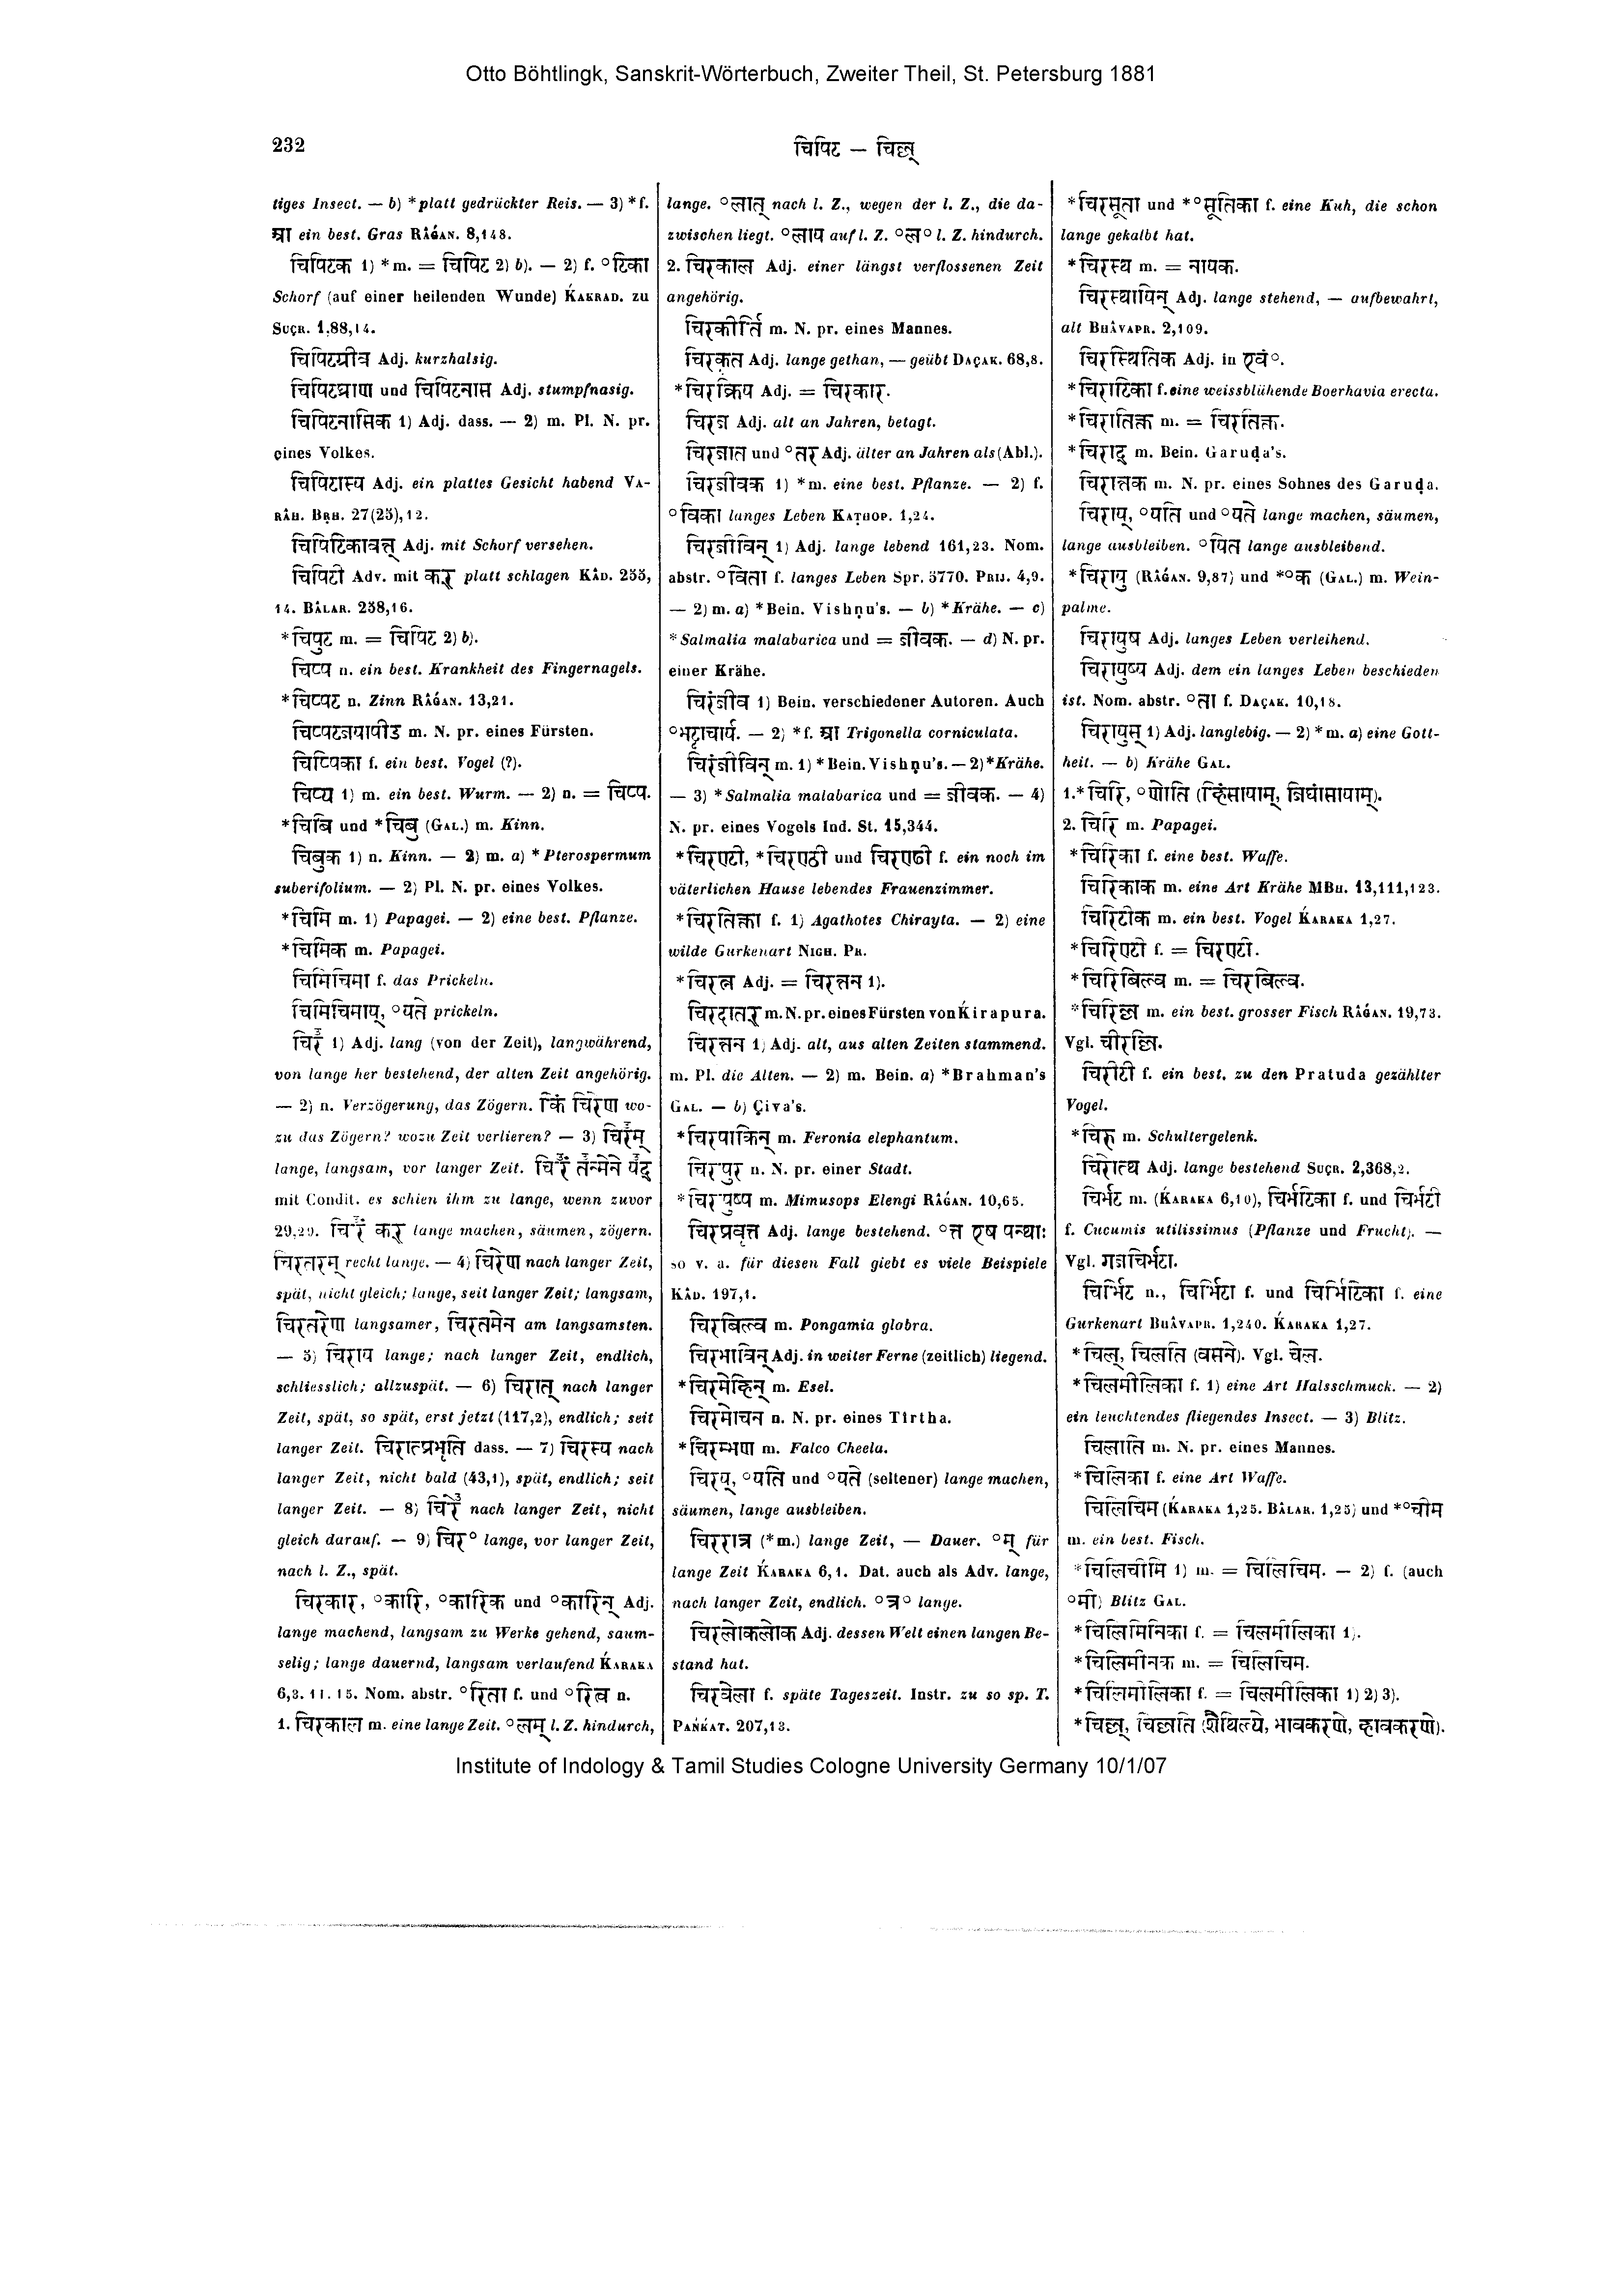 Otto Böhtlingk, Sanskrit-Wörterbuch, Zweiter Theil, St. Petersburg 1881
232
चिपिट — चिल्ल्
tiges Insect. — b) *platt gedrückter Reis. — 3) *f.
आ ein best. Gras RÂǴAN. 8,148.
चिपिटक 1) *m. = चिपिट 2) b). — 2) f. °टिका
Schorf (auf einer heilenden Wunde) ḰAKRAD. zu
SUÇR. 1,88,14.
चिपिटग्रीव Adj. kurzhalsig.
चिपिटघ्राण und चिपिटनास Adj. stumpfnasig.
चिपिटनासिक 1) Adj. dass. — 2) m. Pl. N. pr.
eines Volkes.
चिपिटास्य Adj. ein plattes Gesicht habend VA-
RÂH. BṚH. 27(25),12.
चिपिटिकावत् Adj. mit Schorf versehen.
चिपिटी Adv. mit कर् platt schlagen KÂD. 255,
14. BÂLAR. 238,16.
*चिपुट m. = चिपिट 2) b).
चिप्प n. ein best. Krankheit des Fingernagels.
*चिप्पट n. Zinn RÂǴAN. 13,21.
चिप्पटजयापीड m. N. pr. eines Fürsten.
चिप्पिका f. ein best. Vogel (?).
चिप्य 1) m. ein best. Wurm. — 2) n. = चिप्प.
*चिबि und *चिबु (GAL.) m. Kinn.
चिबुक 1) n. Kinn. — 2) m. a) *Pterospermum
suberifolium. — 2) Pl. N. pr. eines Volkes.
*चिमि m. 1) Papagei. — 2) eine best. Pflanze.
*चिमिक m. Papagei.
चिमिचिमा f. das Prickeln.
चिमिचिमाय्, °यते prickeln.
चिरँ 1) Adj. lang (von der Zeit), langwährend,
von lange her bestehend, der alten Zeit angehörig.
— 2) n. Verzögerung, das Zögern. किं चिरेण wo-
zu das Zögern? wozu Zeit verlieren? — 3) चिरँम्
lange, langsam, vor langer Zeit. चिरँं तँन्मेने यँद्
mit Condit. es schien ihm zu lange, wenn zuvor
29,29. चिरँं कर् lange machen, säumen, zögern.
चिरतरम् recht lange. — 4) चिरेण nach langer Zeit,
spät, nicht gleich; lange, seit langer Zeit; langsam,
चिरतरेण langsamer, चिरतमेन am langsamsten.
— 5) चिराय lange; nach langer Zeit, endlich,
schliesslich; allzuspät. — 6) चिरात् nach langer
Zeit, spät, so spät, erst jetzt (117,2), endlich; seit
langer Zeit. चिरात्प्रभृति dass. — 7) चिरस्य nach
langer Zeit, nicht bald (43,1), spät, endlich; seit
langer Zeit. — 8) चिरेँ nach langer Zeit, nicht
gleich darauf. — 9) चिर° lange, vor langer Zeit,
nach l. Z., spät.
चिरकार, °कारि, °कारिक und °कारिन् Adj.
lange machend, langsam zu Werke gehend, saum-
selig; lange dauernd, langsam verlaufend ḰARAKA
6,3. 11. 15. Nom. abstr. °रिता f. und °रित्व n.
1. चिरकाल m. eine lange Zeit. °लम् l. Z. hindurch,
lange. °लात् nach l. Z., wegen der l. Z., die da-
zwischen liegt. °लाय auf l. Z. °ल° l. Z. hindurch.
2. चिरकाल Adj. einer längst verflossenen Zeit
angehörig.
चिरकीर्ति m. N. pr. eines Mannes.
चिरकृत Adj. lange gethan, — geübt DAÇAK. 68,8.
*चिरक्रिय Adj. = चिरकार.
चिरज Adj. alt an Jahren, betagt.
चिरजात und °तर Adj. älter an Jahren als (Abl.).
चिरजीवक 1) *m. eine best. Pflanze. — 2) f.
°विका langes Leben KAṬHOP. 1,24.
चिरजीविन् 1) Adj. lange lebend 161,23. Nom.
abstr. °विता f. langes Leben Spr. 3770. PRIJ. 4,9.
— 2) m. a) *Bein. Vishṇu's. — b) *Krähe. — c)
*Salmalia malabarica und = जीवक. — d) N. pr.
einer Krähe.
चिरंजीव 1) Bein. verschiedener Autoren. Auch
°भट्टाचार्य. — 2) *f. आ Trigonella corniculata.
चिरंजीविन् m. 1) *Bein. Vishṇu's. — 2) *Krähe.
— 3) *Salmalia malabarica und = जीवक. — 4)
N. pr. eines Vogels Ind. St. 15,344.
*चिरण्टी, *चिरण्ठी und चिरण्ढी f. ein noch im
väterlichen Hause lebendes Frauenzimmer.
*चिरतिक्ता f. 1) Agathotes Chirayta. — 2) eine
wilde Gurkenart NIGH. PR.
*चिरत्न Adj. = चिरत्तन 1).
चिरदातर् m. N. pr. eines Fürsten von Ḱirapura.
चिरत्तन 1) Adj. alt, aus alten Zeiten stammend.
m. Pl. die Alten. — 2) m. Bein. a) *Brahman's
GAL. — b) Çiva's.
*चिरपाकिन् m. Feronia elephantum.
चिरपुर n. N. pr. einer Stadt.
*चिरपुष्प m. Mimusops Elengi RÂǴAN. 10,65.
चिरप्रवृत्त Adj. lange bestehend. °त्त एष पन्थाः
so v. a. für diesen Fall giebt es viele Beispiele
KÂD. 197,1.
चिरबिल्व m. Pongamia glabra.
चिरभाविन् Adj. in weiter Ferne (zeitlich) liegend.
*चिरमेहिन् m. Esel.
चिरमोचन n. N. pr. eines Tîrtha.
*चिरम्भण m. Falco Cheela.
चिरय्, °यति und °यते (seltener) lange machen,
säumen, lange ausbleiben.
चिररात्र (*m.) lange Zeit, — Dauer. °म् für
lange Zeit ḰARAKA 6,1. Dat. auch als Adv. lange,
nach langer Zeit, endlich. °त्र° lange.
चिरलोकलोक Adj. dessen Welt einen langen Be-
stand hat.
चिरवेला f. späte Tageszeit. Instr. zu so sp. T.
PAŃḰAT. 207,13.
*चिरसूता und *°सूतिका f. eine Kuh, die schon
lange gekalbt hat.
*चिरस्थ m. = नायक.
चिरस्थायिन् Adj. lange stehend, — aufbewahrt,
alt BHÂVAPR. 2,109.
चिरस्थितिक Adj. in एवं°.
*चिराटिका f. eine weissblühende Boerhavia erecta.
*चिरातिक्त m. = चिरतिक्त.
*चिराद् m. Bein. Garuḍa's.
चिरातक m. N. pr. eines Sohnes des Garuḍa.
चिराय्, °यति und °यते lange machen, säumen,
lange ausbleiben. °यित lange ausbleibend.
*चिरायु (RÂǴAN. 9,87) und *°क (GAL.) m. Wein-
palme.
चिरायुष Adj. langes Leben verleihend.
चिरायुष्य Adj. dem ein langes Leben beschieden
ist. Nom. abstr. °ता f. DAÇAK. 10,18.
चिरायुस् 1) Adj. langlebig. — 2) *m. a) eine Gott-
heit. — b) Krähe GAL.
1. *चिरि, °णोति (हिंसायाम्, जिघांसायाम्).
2. चिरि m. Papagei.
*चिरिका f. eine best. Waffe.
चिरिकाक m. eine Art Krähe MBH. 13,111,123.
चिरिटीक m. ein best. Vogel ḰARAKA 1,27.
*चिरिण्टी f. = चिरण्टी.
*चिरिबिल्व m. = चिरबिल्व.
*चिरिल्ल m. ein best. grosser Fisch RÂǴAN. 19,73.
Vgl. चीरल्लि.
चिरीटी f. ein best. zu den Pratuda gezählter
Vogel.
*चिरु m. Schultergelenk.
चिरोत्थ Adj. lange bestehend SUÇR. 2,368,2.
चिर्भट m. (ḰARAKA 6,10), चिर्भटिका f. und चिर्भटी
f. Cucumis utilissimus (Pflanze und Frucht). —
Vgl. गजचिर्भटा.
चिर्भिट n., चिर्भिटा f. und चिर्भिटिका f. eine
Gurkenart BHÂVAPR. 1,240. ḰARAKA 1,27.
*चिल्, चिलति (वसने). Vgl. चेल.
*चिलमीलिका f. 1) eine Art Halsschmuck. — 2)
ein leuchtendes fliegendes Insect. — 3) Blitz.
चिलाति m. N. pr. eines Mannes.
*चिलिका f. eine Art Waffe.
चिलिचिम (ḰARAKA 1,25. BÂLAR. 1,25) und *°चीम
m. ein best. Fisch.
*चिलिचीमि 1) m. = चिलिचिम. — 2) f. (auch
°मी) Blitz GAL.
*चिलिमिनिका f. = चिलमीलिका 1).
*चिलिमीनक m. = चिलिचिम.
*चिलिमीलिका f. = चिलमीलिका 1) 2) 3).
*चिल्ल्, चिल्लति (शैथिल्ये, भावकरणे, हावकरणे).
Institute of Indology & Tamil Studies Cologne University Germany 10/1/07